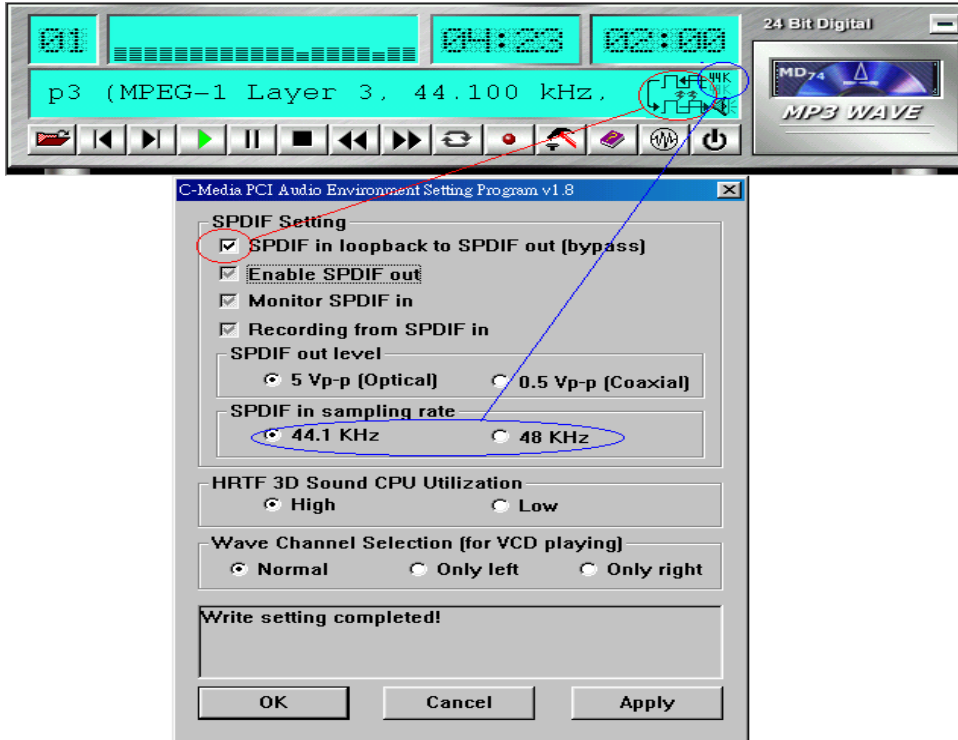 01
04:23
02:00
24 Bit Digital
p3 (MPEG-1 Layer 3, 44.100 kHz,
44K
MD74
MP3 WAVE
C-Media PCI Audio Environment Setting Program v1.8
SPDIF Setting
SPDIF in loopback to SPDIF out (bypass)
Enable SPDIF out
Monitor SPDIF in
Recording from SPDIF in
SPDIF out level
5 Vp-p (Optical)
0.5 Vp-p (Coaxial)
SPDIF in sampling rate
44.1 KHz
48 KHz
HRTF 3D Sound CPU Utilization
High
Low
Wave Channel Selection (for VCD playing)
Normal
Only left
Only right
Write setting completed!
OK
Cancel
Apply